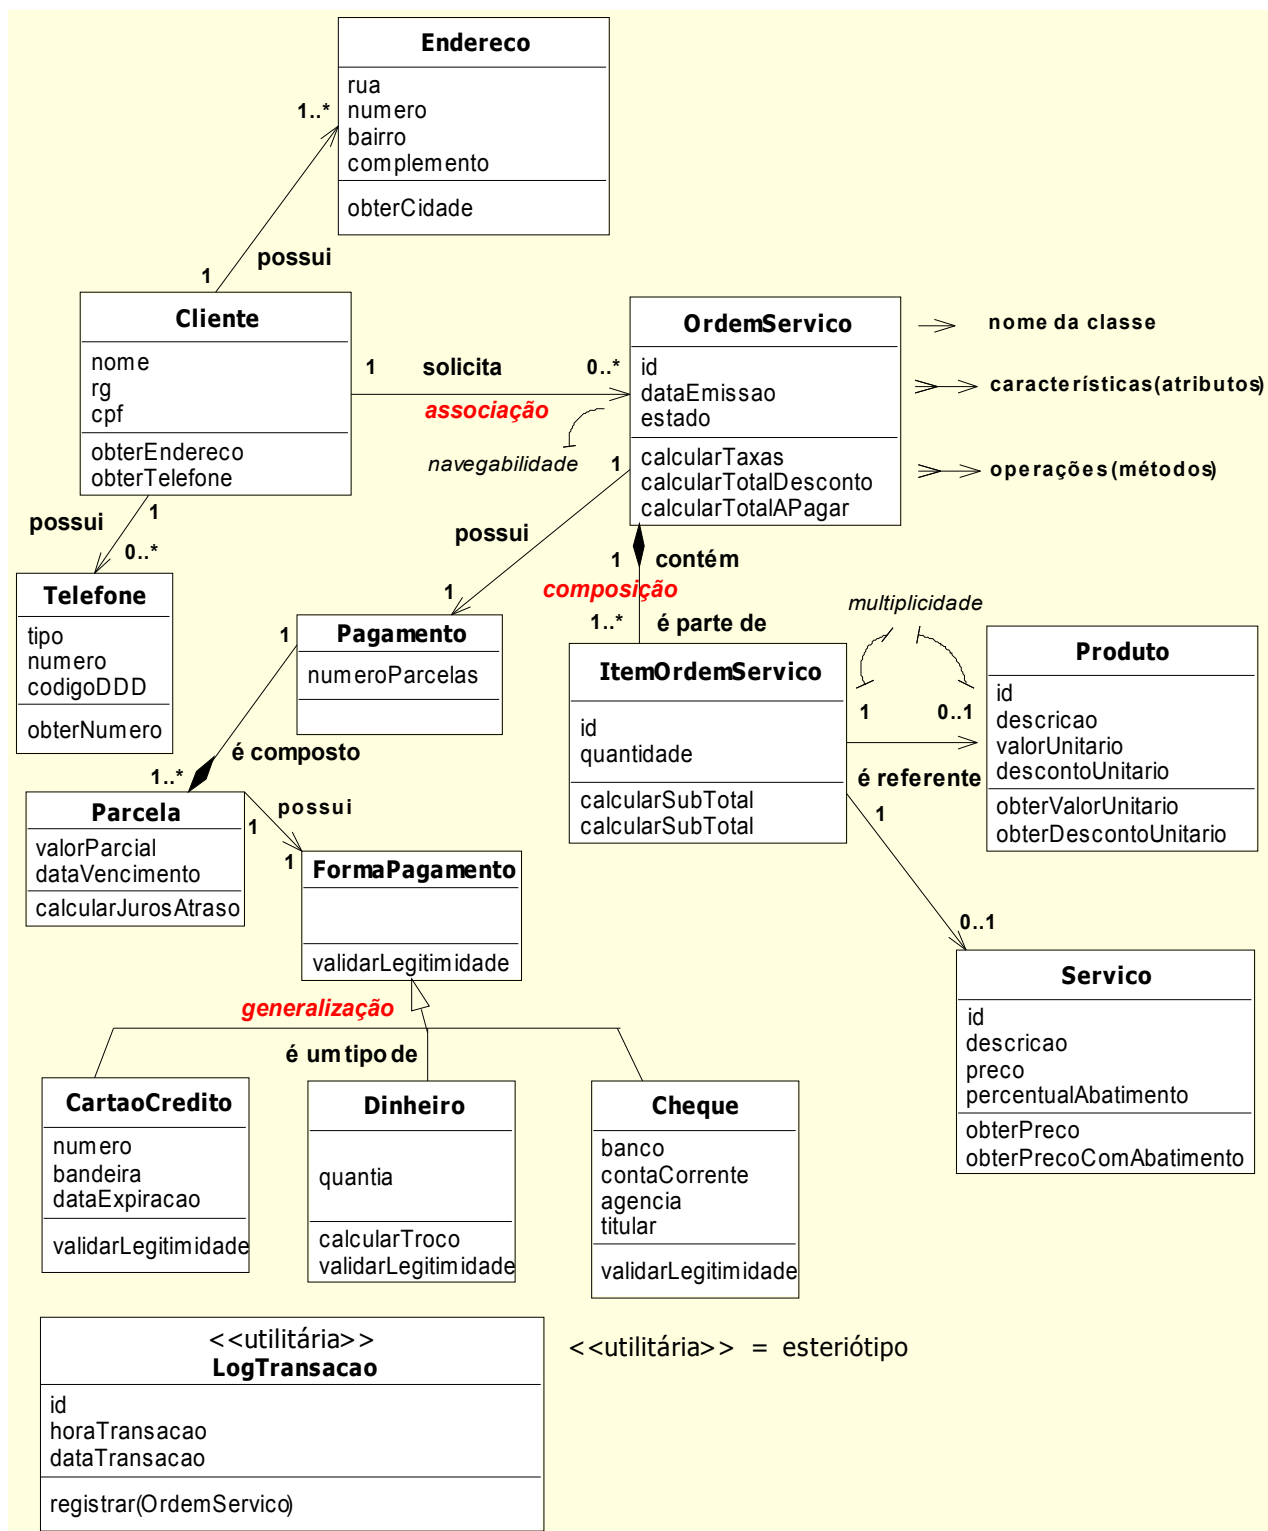 Endereco
rua
numero
bairro
complemento
obterCidade
1..*
possui
1
Cliente
nome
rg
cpf
obterEndereco
obterTelefone
1
solicita
0..*
associação
navegabilidade
OrdemServico
id
dataEmissao
estado
calcularTaxas
calcularTotalDesconto
calcularTotalAPagar
nome da classe
características(atributos)
operações(métodos)
possui
1
0..*
Telefone
tipo
numero
codigoDDD
obterNumero
1
possui
1
1
contém
composição
1..*
é parte de
Pagamento
numeroParcelas
1
é composto
1..*
ItemOrdemServico
id
quantidade
calcularSubTotal
calcularSubTotal
multiplicidade
1
0..1
é referente
Produto
id
descricao
valorUnitario
descontoUnitario
obterValorUnitario
obterDescontoUnitario
Parcela
valorParcial
dataVencimento
calcularJurosAtraso
possui
1
1
FormaPagamento
validarLegitimidade
1
0..1
Servico
id
descricao
preco
percentualAbatimento
obterPreco
obterPrecoComAbatimento
generalização
é um tipo de
CartaoCredito
numero
bandeira
dataExpiracao
validarLegitimidade
Dinheiro
quantia
calcularTroco
validarLegitimidade
Cheque
banco
contaCorrente
agencia
titular
validarLegitimidade
<<utilitária>>
LogTransacao
id
horaTransacao
dataTransacao
registrar(OrdemServico)
<<utilitária>> = esteriótipo